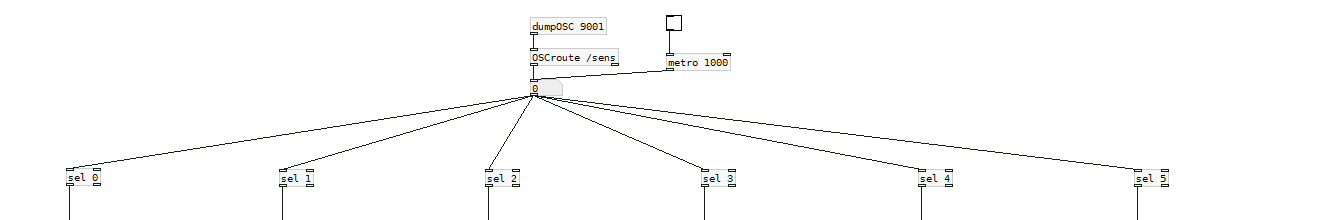 dumpOSC 9001
OSCroute /sens
metro 1000
0
sel 0
sel 1
sel 2
sel 3
sel 4
sel 5